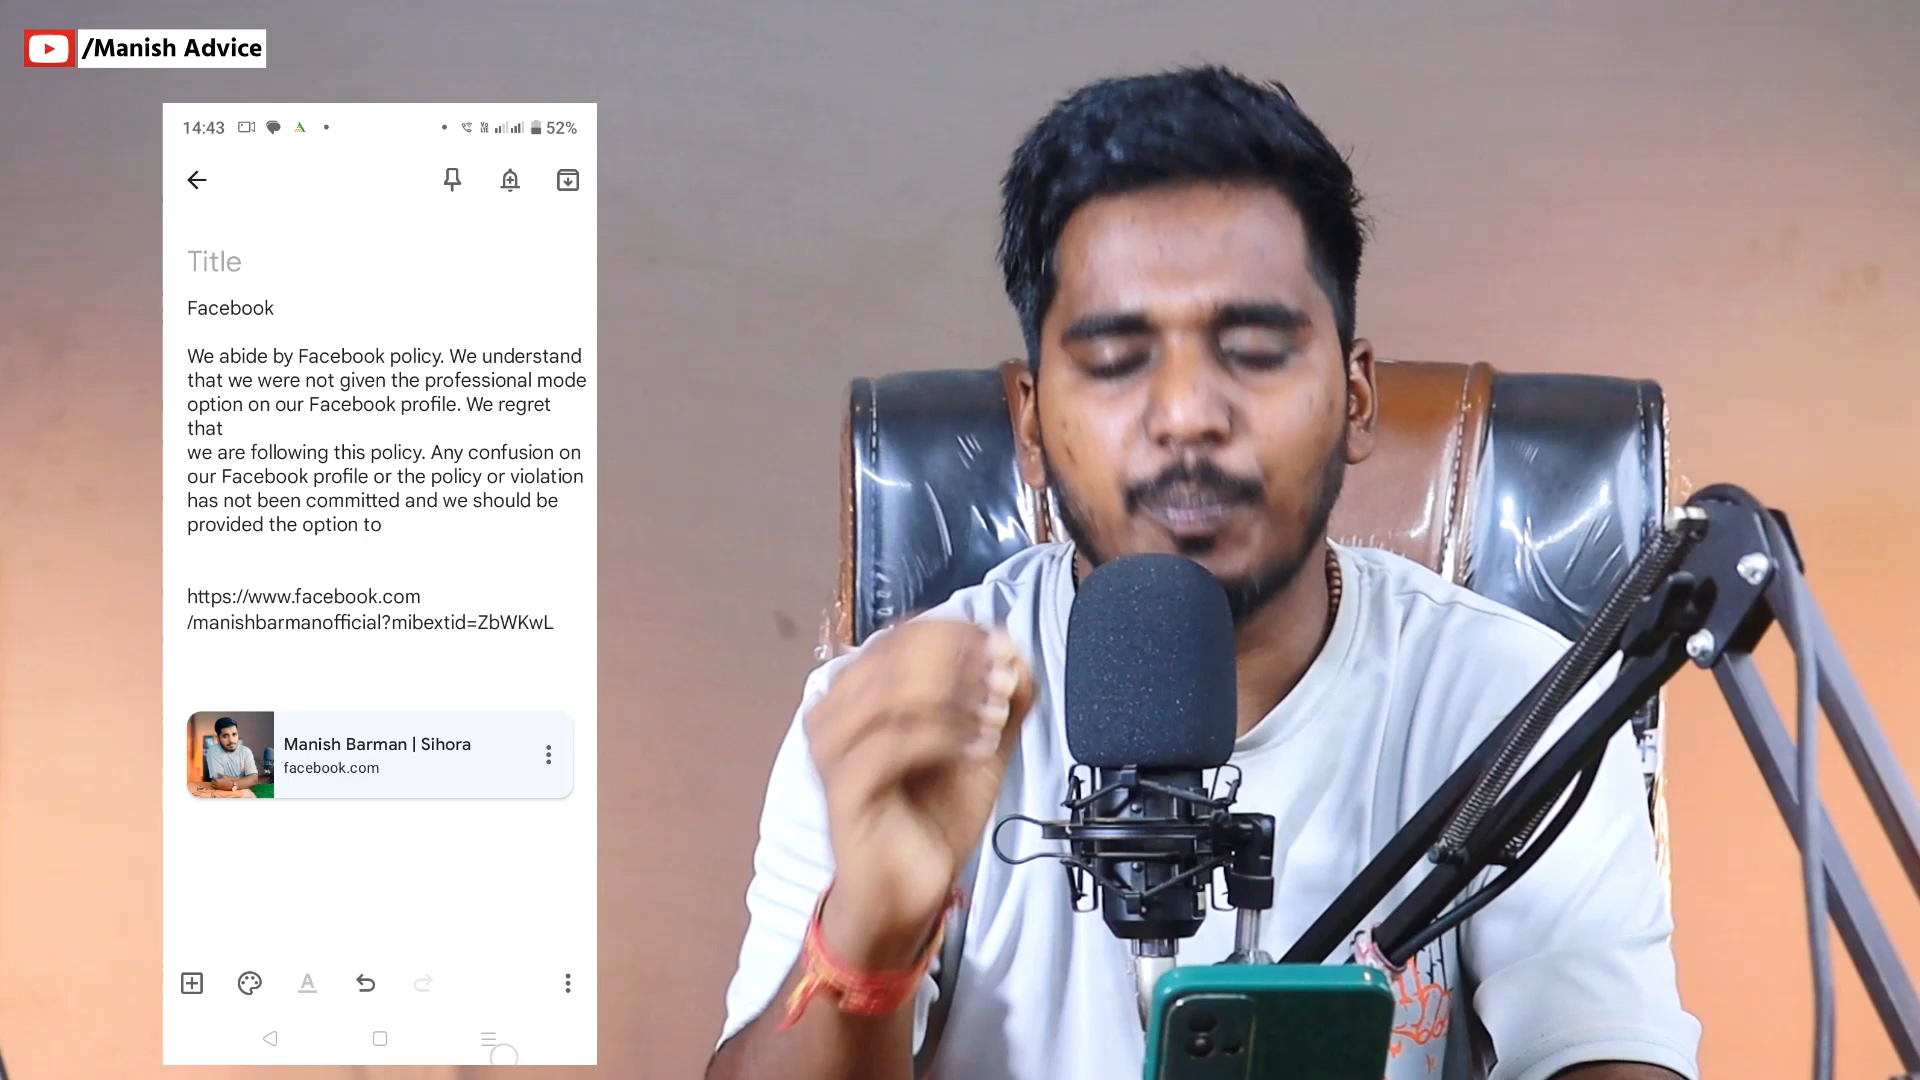 /Manish Advice
14:43
52%
Title
Facebook
We abide by Facebook policy. We understand
that we were not given the professional mode
option on our Facebook profile. We regret
that
we are following this policy. Any confusion on
our Facebook profile or the policy or violation
has not been committed and we should be
provided the option to
https://www.facebook.com
/manishbarmanofficial?mibextid=ZbWKwL
Manish Barman | Sihora
facebook.com
A